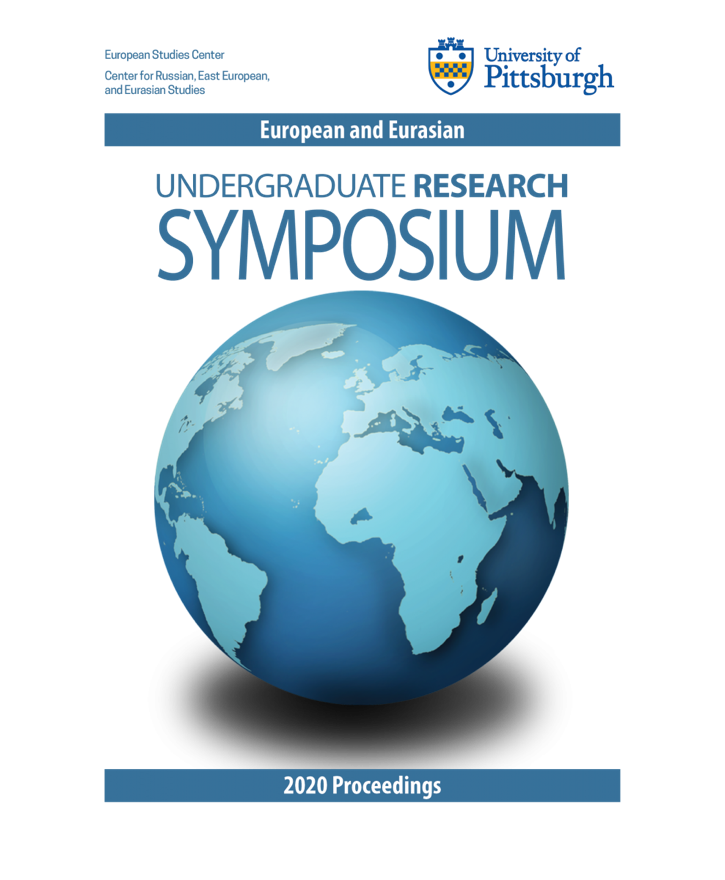 European Studies Center
Center for Russian, East European,
and Eurasian Studies
University of
Pittsburgh
European and Eurasian
UNDERGRADUATE RESEARCH
SYMPOSIUM
2020 Proceedings